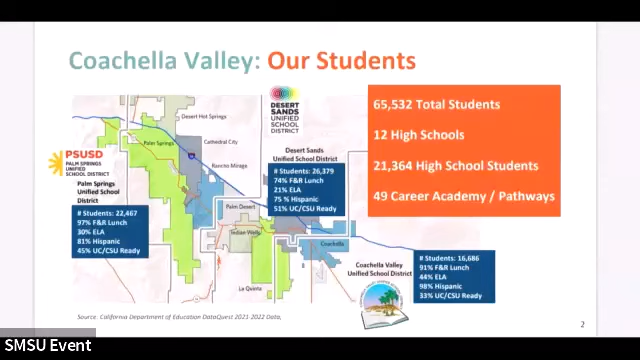 Coachella Valley: Our Students
DESERT
SANDS
UNIFIED
SCHOOL
DISTRICT
65,532 Total Students
12 High Schools
21,364 High School Students
49 Career Academy / Pathways
Desert Hot Springs
Palm Springs
Cathedral City
Rancho Mirage
Palm Desert
Indian Wells
La Quinta
Coachella
PSUSD
PALM SPRINGS
UNIFIED SCHOOL DISTRICT
Palm Springs
Unified School
District
# Students: 22,467
97% F&R Lunch
30% ELA
81% Hispanic
45% UC/CSU Ready
Desert Sands
Unified School District
# Students: 26,379
74% F&R Lunch
21% ELA
75 % Hispanic
51% UC/CSU Ready
Coachella Valley
Unified School District
# Students: 16,686
91% F&R Lunch
44% ELA
98% Hispanic
33% UC/CSU Ready
Source: California Department of Education DataQuest 2021-2022 Data,
2
SMSU Event